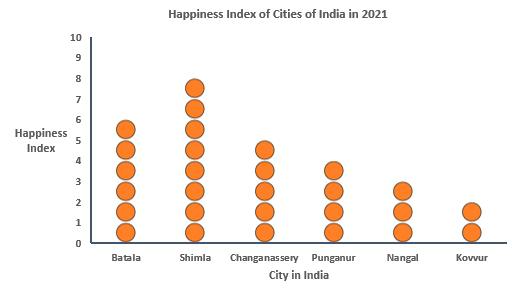 Happiness Index of Cities of India in 2021
10
9
8
7
6
5
4
3
2
1
0
Happiness
Index
Batala
Shimla
Changanassery
Punganur
Nangal
Kovvur
City in India